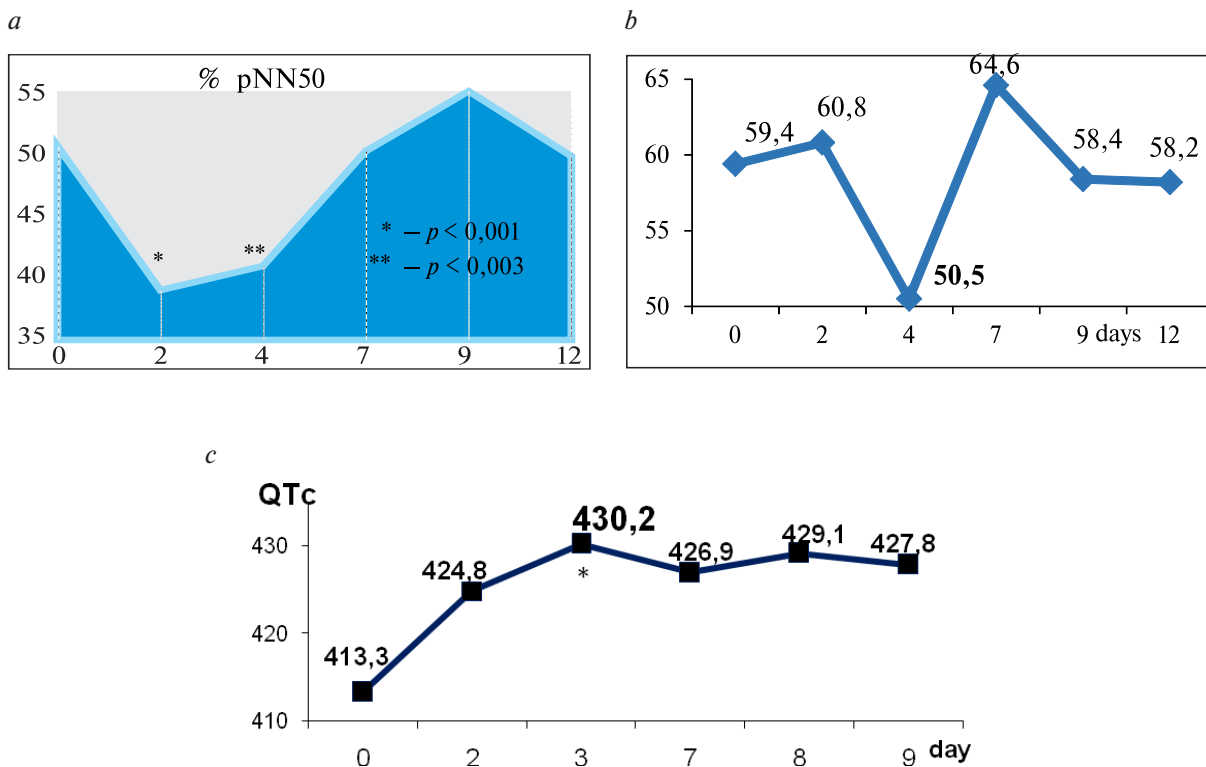 a
% pNN50
55
50
45
40
35
* – p < 0,001
** – p < 0,003
*
**
0 2 4 7 9 12
b
65
60
55
50
59,4
60,8
50,5
64,6
58,4
58,2
0 2 4 7 9 days 12
c
QTc
430
420
410
413,3
424,8
430,2
*
426,9
429,1
427,8
0 2 3 7 8 9 day